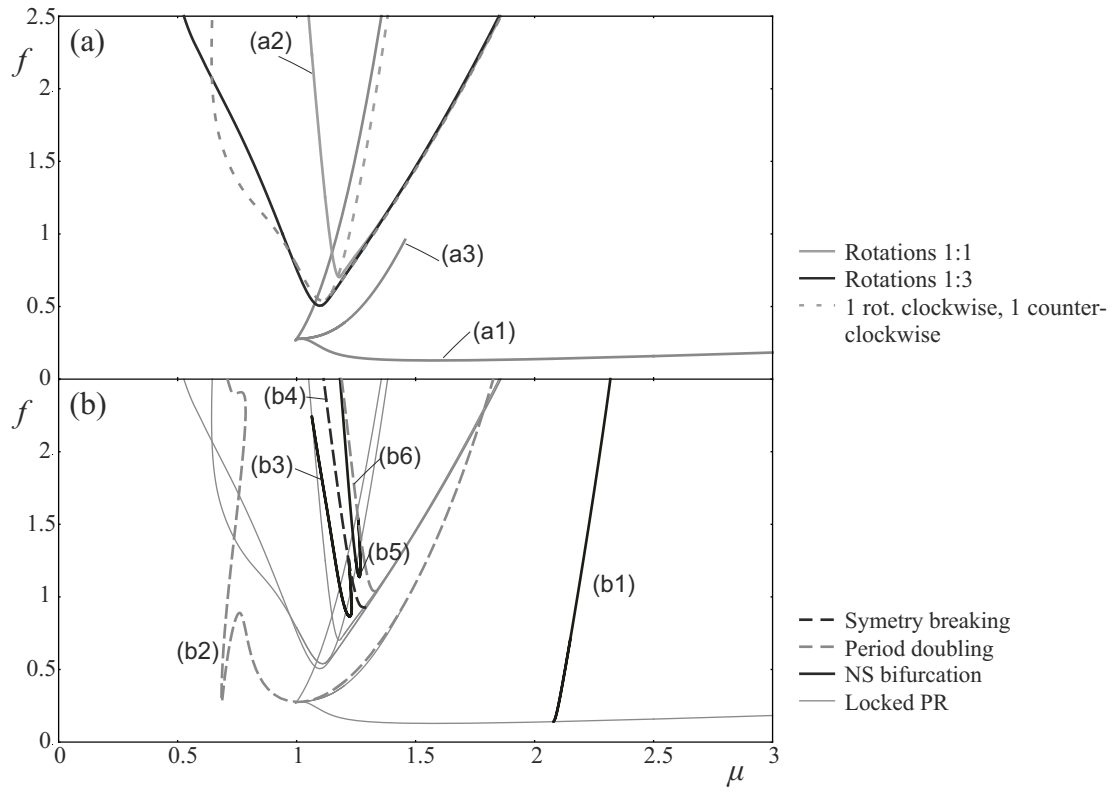 2.5
(a)
f
(a2)
2
1.5
1
(a3)
0.5
(a1)
0
Rotations 1:1
Rotations 1:3
1 rot. clockwise, 1 counter-
clockwise
(b)
f
(b4)
2
(b3)
(b6)
1.5
(b5)
1
(b1)
(b2)
0.5
0
0
0.5
1
1.5
2
2.5
3
μ
Symetry breaking
Period doubling
NS bifurcation
Locked PR